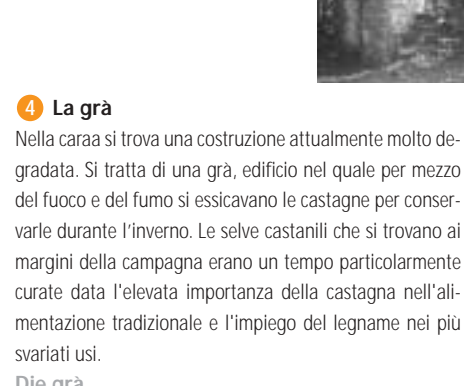 4 La grà
Nella caraa si trova una costruzione attualmente molto de-
gradata. Si tratta di una grà, edificio nel quale per mezzo
del fuoco e del fumo si essicavano le castagne per conser-
varle durante l'inverno. Le selve castanili che si trovano ai
margini della campagna erano un tempo particolarmente
curate data l'elevata importanza della castagna nell'ali-
mentazione tradizionale e l'impiego del legname nei più
svariati usi.
Die grà